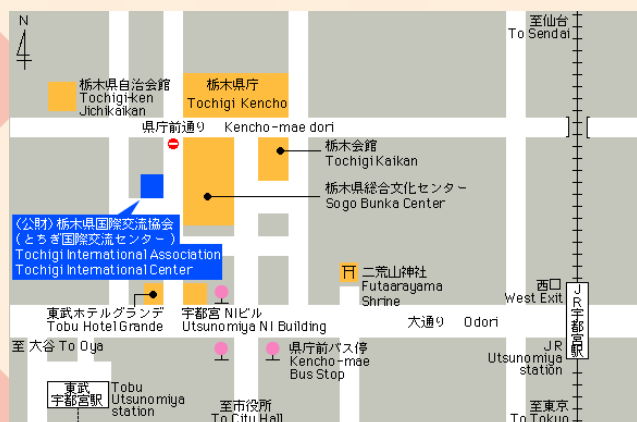 N
至仙台
To Sendai
栃木県自治会館
Tochigi-ken
Jichikaikan
栃木県庁
Tochigi Kencho
県庁前通り Kencho-mae dori
栃木会館
Tochigi Kaikan
栃木県総合文化センター
Sogo Bunka Center
(公財)栃木県国際交流協会
(とちぎ国際交流センター)
Tochigi International Association
Tochigi International Center
二荒山神社
Futaarayama
Shrine
西口
West Exit
JR宇都宮駅
東武ホテルグランデ
Tobu Hotel Grande
宇都宮 NIビル
Utsunomiya NI Building
大通り Odori
至 大谷 To Oya
県庁前バス停
Kencho-mae
Bus Stop
JR
Utsunomiya
station
東武
宇都宮駅
Tobu
Utsunomiya
station
至市役所
To City Hall
至東京
To Tokyo